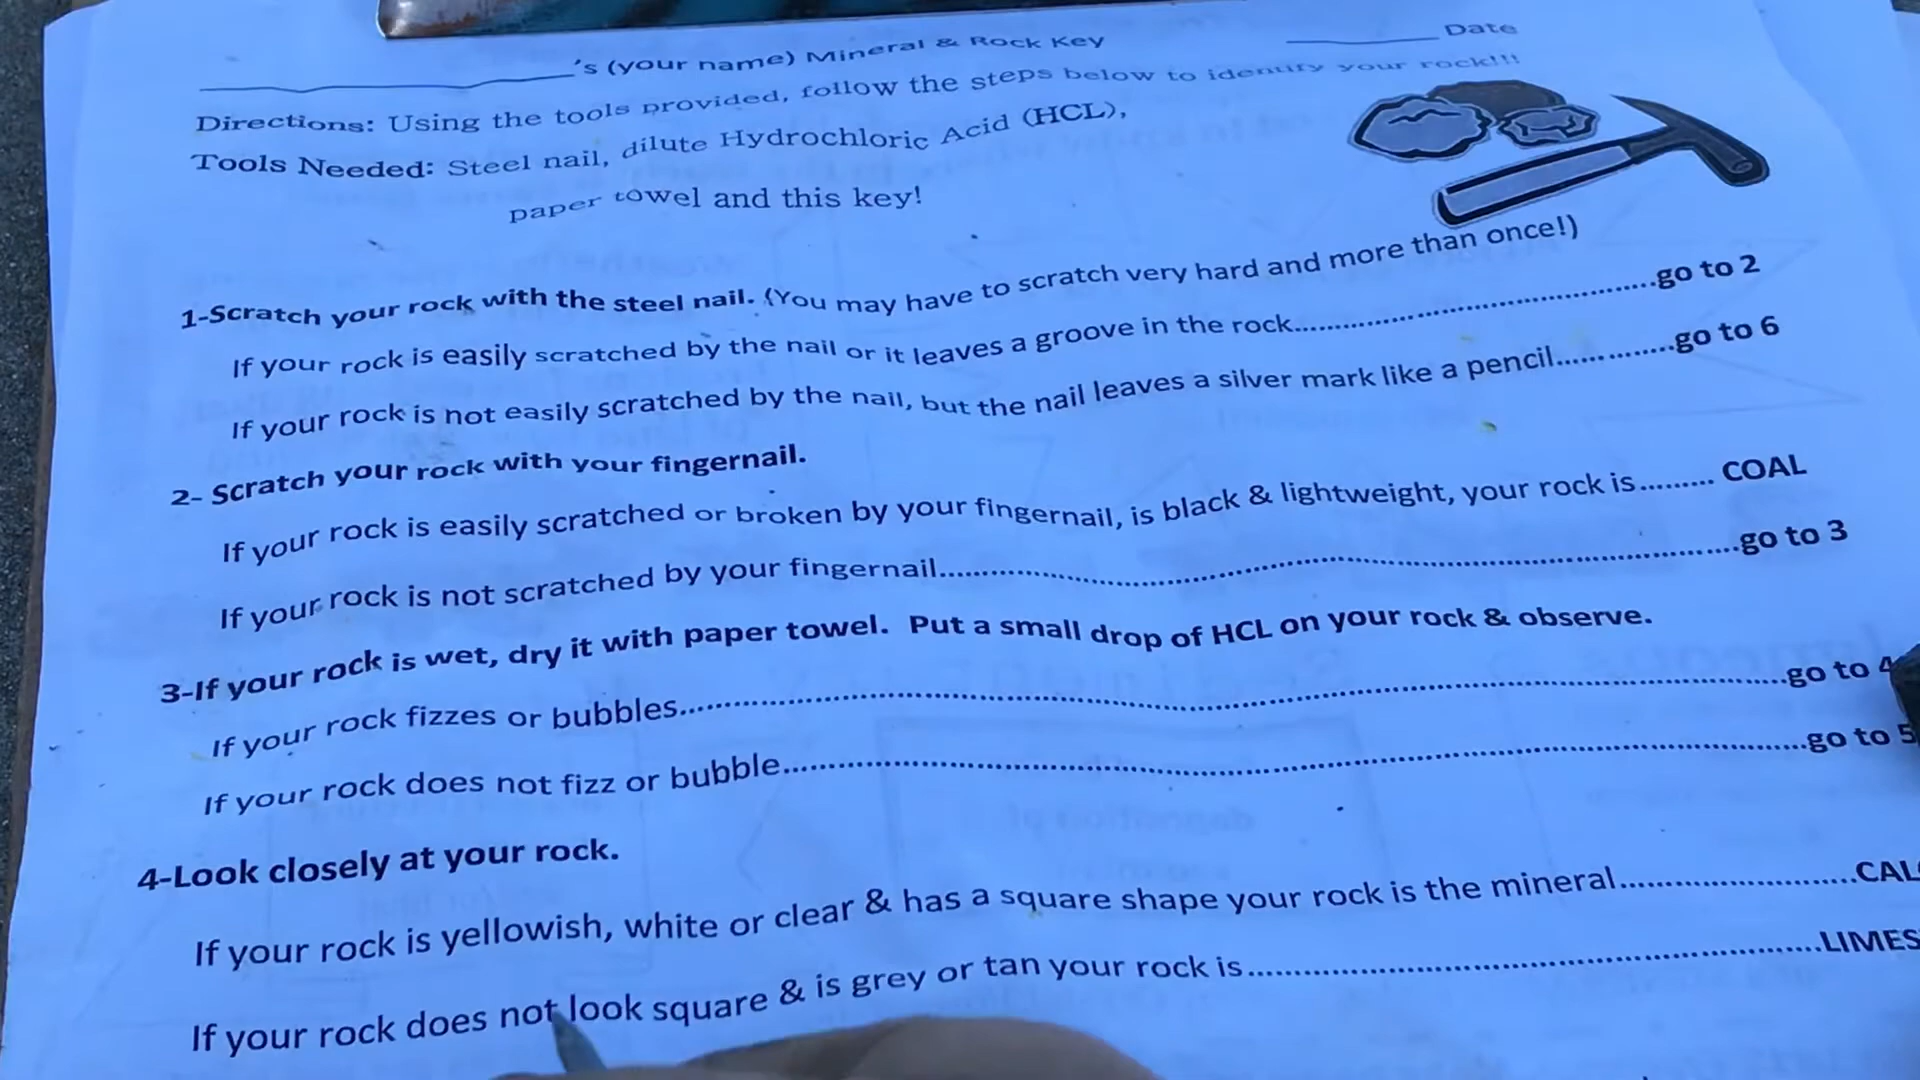 's (your name) Mineral & Rock Key Date
Directions: Using the tools provided, follow the steps below to identify your rock!!!
Tools Needed: Steel nail, dilute Hydrochloric Acid (HCL),
paper towel and this key!
1-Scratch your rock with the steel nail. (You may have to scratch very hard and more than once!)
If your rock is easily scratched by the nail or it leaves a groove in the rock..........go to 2
If your rock is not easily scratched by the nail, but the nail leaves a silver mark like a pencil..........go to 6
2- Scratch your rock with your fingernail.
If your rock is easily scratched or broken by your fingernail, is black & lightweight, your rock is......... COAL
If your rock is not scratched by your fingernail..........go to 3
3-If your rock is wet, dry it with paper towel. Put a small drop of HCL on your rock & observe.
If your rock fizzes or bubbles..........go to 4
If your rock does not fizz or bubble..........go to 5
4-Look closely at your rock.
If your rock is yellowish, white or clear & has a square shape your rock is the mineral..........CAL
If your rock does not look square & is grey or tan your rock is..........LIMES